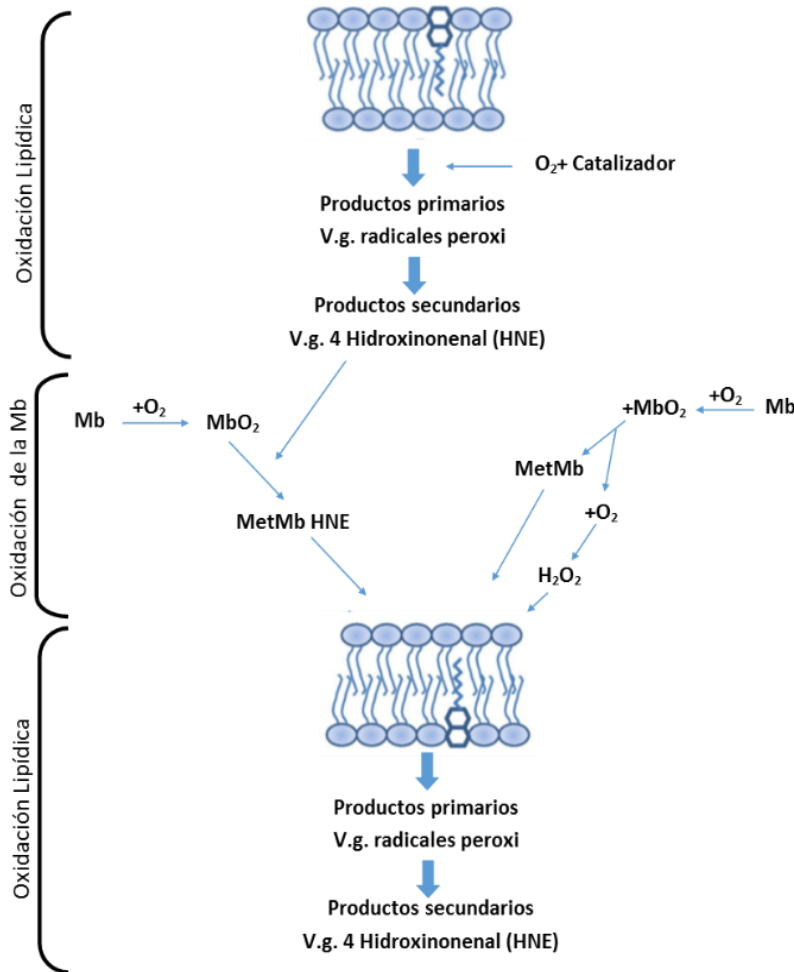 Oxidación Lipídica
O₂+ Catalizador
Productos primarios
V.g. radicales peroxi
Productos secundarios
V.g. 4 Hidroxinonenal (HNE)
Oxidación de la Mb
Mb
+O₂
MbO₂
MetMb HNE
+MbO₂
+O₂
Mb
MetMb
+O₂
H₂O₂
Oxidación Lipídica
Productos primarios
V.g. radicales peroxi
Productos secundarios
V.g. 4 Hidroxinonenal (HNE)